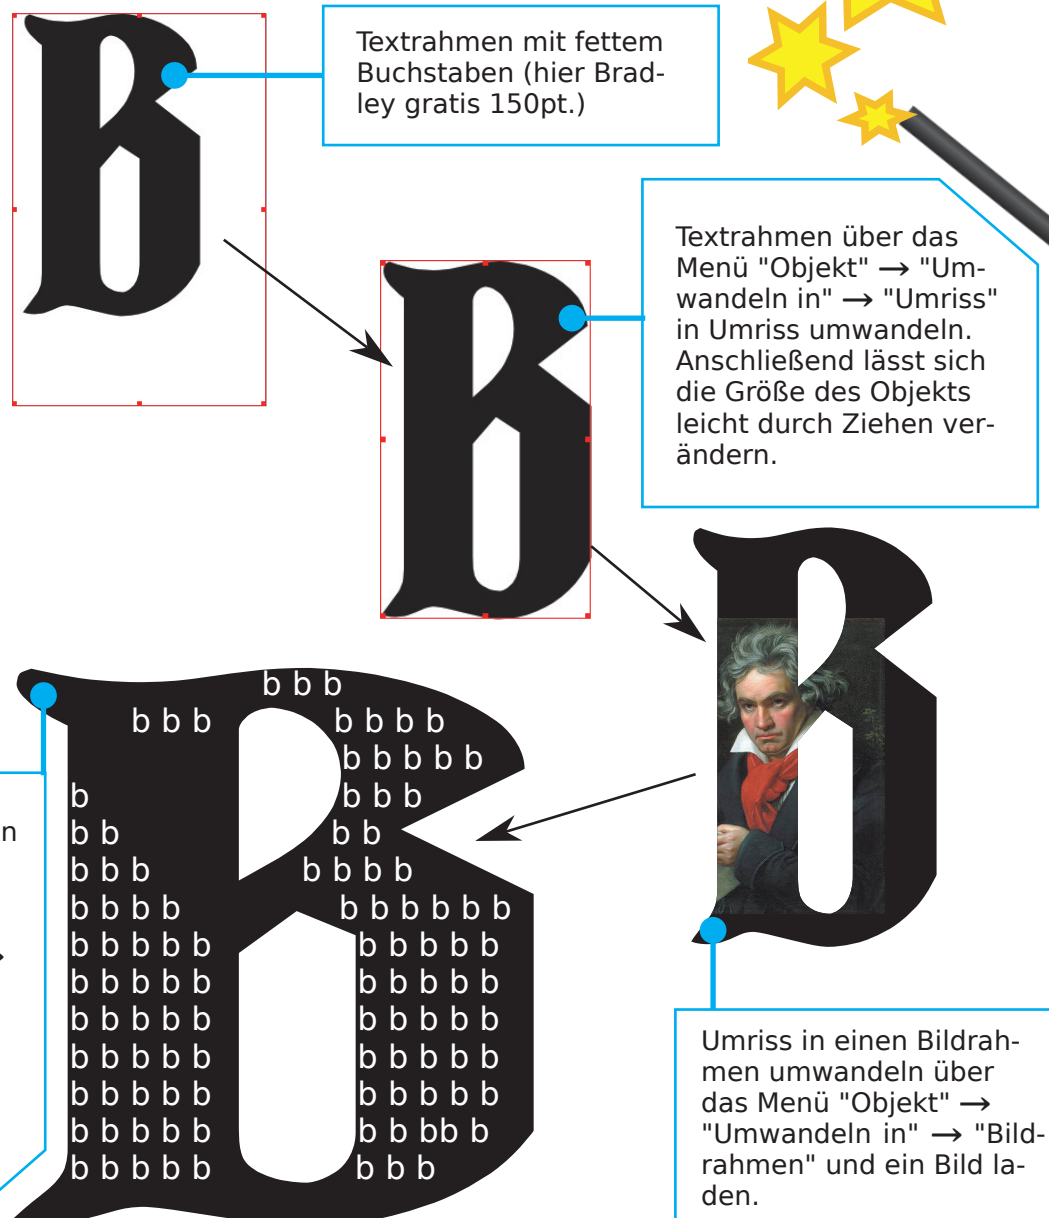 Textrahmen mit fettem
Buchstaben (hier Brad-
ley gratis 150pt.)
Textrahmen über das
Menü "Objekt" → "Um-
wandeln in" → "Umriss"
in Umriss umwandeln.
Anschließend lässt sich
die Größe des Objekts
leicht durch Ziehen ver-
ändern.
B
B
B
B
b b b
b b b b b b b
b b b b b
b b b b
b b b b
b b b b b b b
b b b b b b b b b b
b b b b b b b b b b
b b b b b b b b b b
b b b b b b b b b b
b b b b b b b b b b
b b b b b b b b b b
b b b b b b b bb b
b b b b b b b b
n
Umriss in einen Bildrah-
men umwandeln über
das Menü "Objekt" →
"Umwandeln in" → "Bild-
rahmen" und ein Bild la-
den.